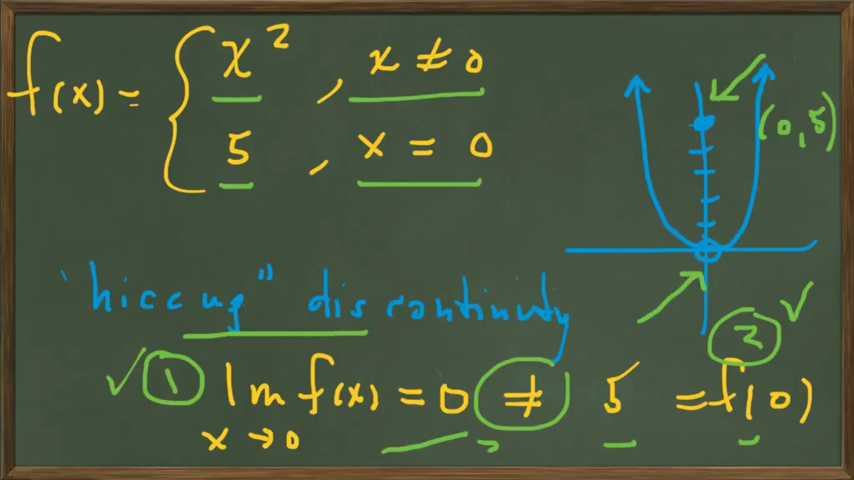 f(x) = { x² , x ≠ 0
5 , x = 0
(0,5)
"hiccup" discontinuity
✓ ① lim f(x) = 0 ≠ 5 = f(0) ② ✓
x → 0